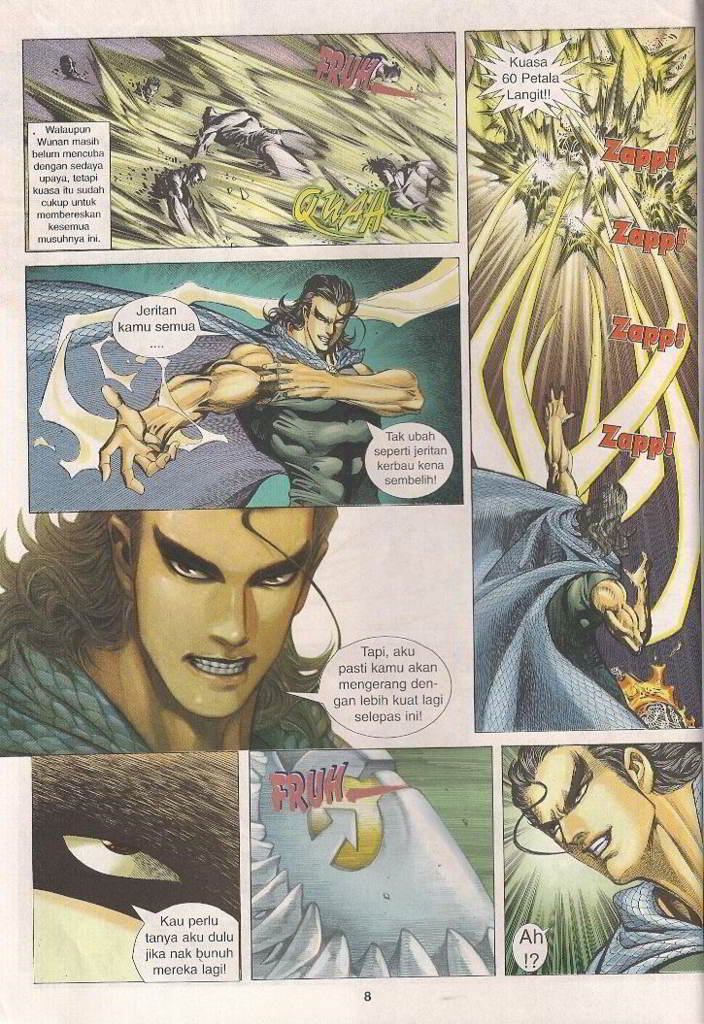 FRUH
Walaupun
Wunan masih
belum mencuba
dengan sedaya
upaya, tetapi
kuasa itu sudah
cukup untuk
membereskan
kesemua
musuhnya ini.
QWAH
Kuasa
60 Petala
Langit!!
Zapp!
Zapp!
Zapp!
Zapp!
Jeritan
kamu semua
....
Tak ubah
seperti jeritan
kerbau kena
sembelih!
Tapi, aku
pasti kamu akan
mengerang den-
gan lebih kuat lagi
selepas ini!
Kau perlu
tanya aku dulu
jika nak bunuh
mereka lagi!
FRUH
Ah
!?
8